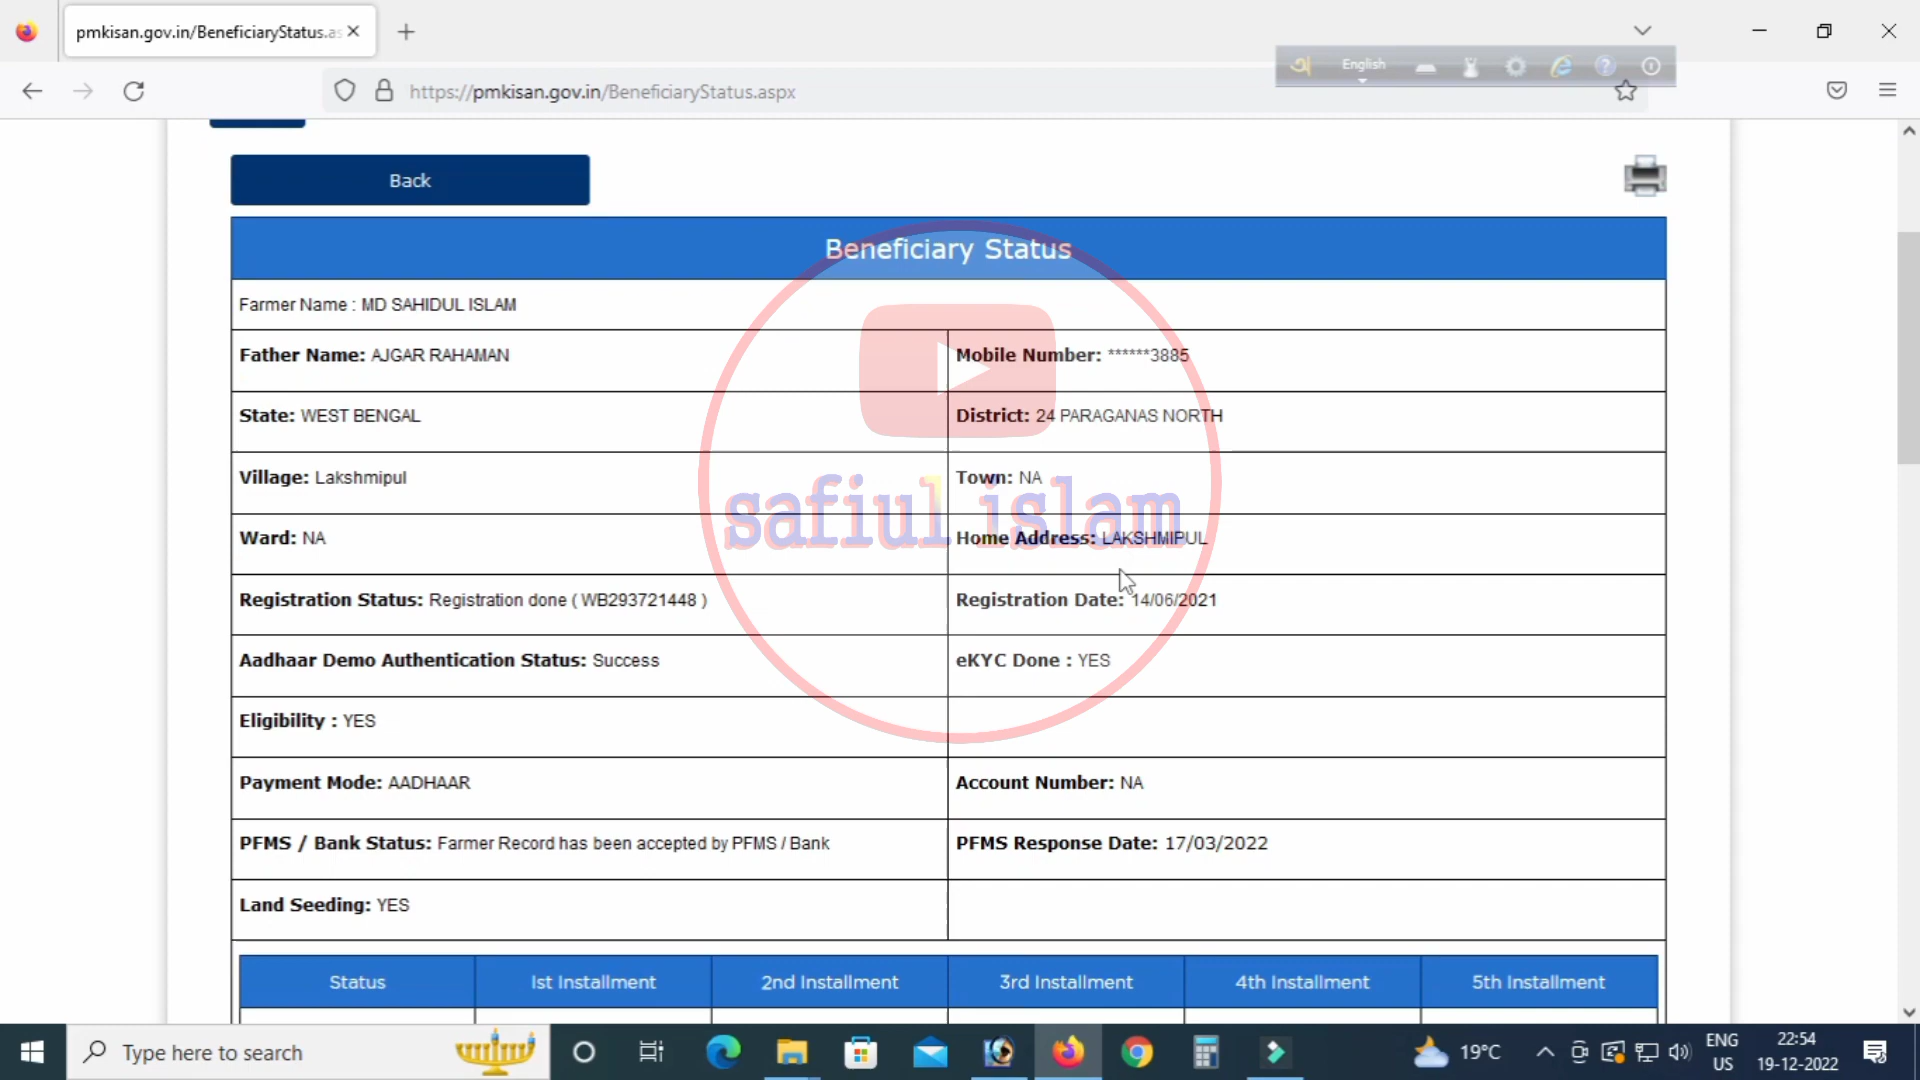 pmkisan.gov.in/BeneficiaryStatus.as
English
https://pmkisan.gov.in/BeneficiaryStatus.aspx
Back
Beneficiary Status
Farmer Name : MD SAHIDUL ISLAM
Father Name: AJGAR RAHAMAN
Mobile Number: ******3885
State: WEST BENGAL
District: 24 PARAGANAS NORTH
Village: Lakshmipul
Town: NA
safiul islam
Ward: NA
Home Address: LAKSHMIPUL
Registration Status: Registration done ( WB293721448 )
Registration Date: 14/06/2021
Aadhaar Demo Authentication Status: Success
eKYC Done : YES
Eligibility : YES
Payment Mode: AADHAAR
Account Number: NA
PFMS / Bank Status: Farmer Record has been accepted by PFMS / Bank
PFMS Response Date: 17/03/2022
Land Seeding: YES
Status
Ist Installment
2nd Installment
3rd Installment
4th Installment
5th Installment
Type here to search
19°C
ENG
US
22:54
19-12-2022